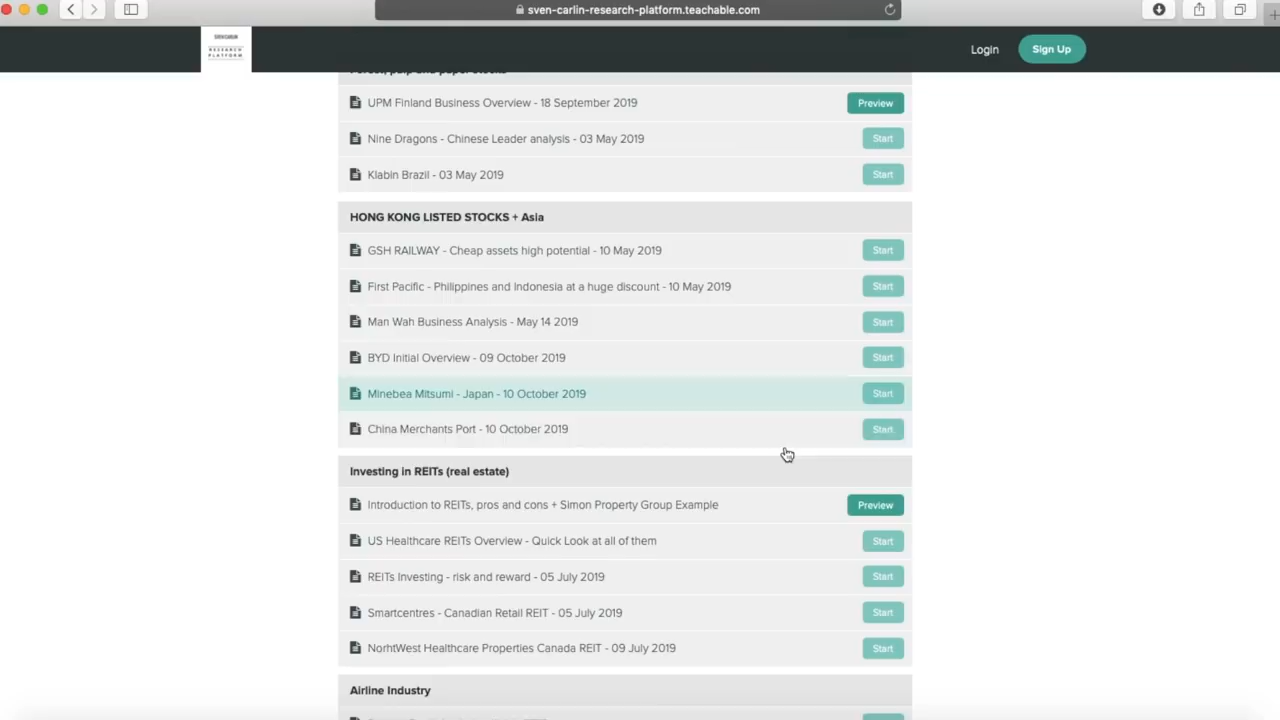 sven-carlin-research-platform.teachable.com
RESEARCH
PLATFORM
Login
Sign Up
UPM Finland Business Overview - 18 September 2019
Preview
Nine Dragons - Chinese Leader analysis - 03 May 2019
Start
Klabin Brazil - 03 May 2019
Start
HONG KONG LISTED STOCKS + Asia
GSH RAILWAY - Cheap assets high potential - 10 May 2019
Start
First Pacific - Philippines and Indonesia at a huge discount - 10 May 2019
Start
Man Wah Business Analysis - May 14 2019
Start
BYD Initial Overview - 09 October 2019
Start
Minebea Mitsumi - Japan - 10 October 2019
Start
China Merchants Port - 10 October 2019
Start
Investing in REITs (real estate)
Introduction to REITs, pros and cons + Simon Property Group Example
Preview
US Healthcare REITs Overview - Quick Look at all of them
Start
REITs Investing - risk and reward - 05 July 2019
Start
Smartcentres - Canadian Retail REIT - 05 July 2019
Start
NorhtWest Healthcare Properties Canada REIT - 09 July 2019
Start
Airline Industry